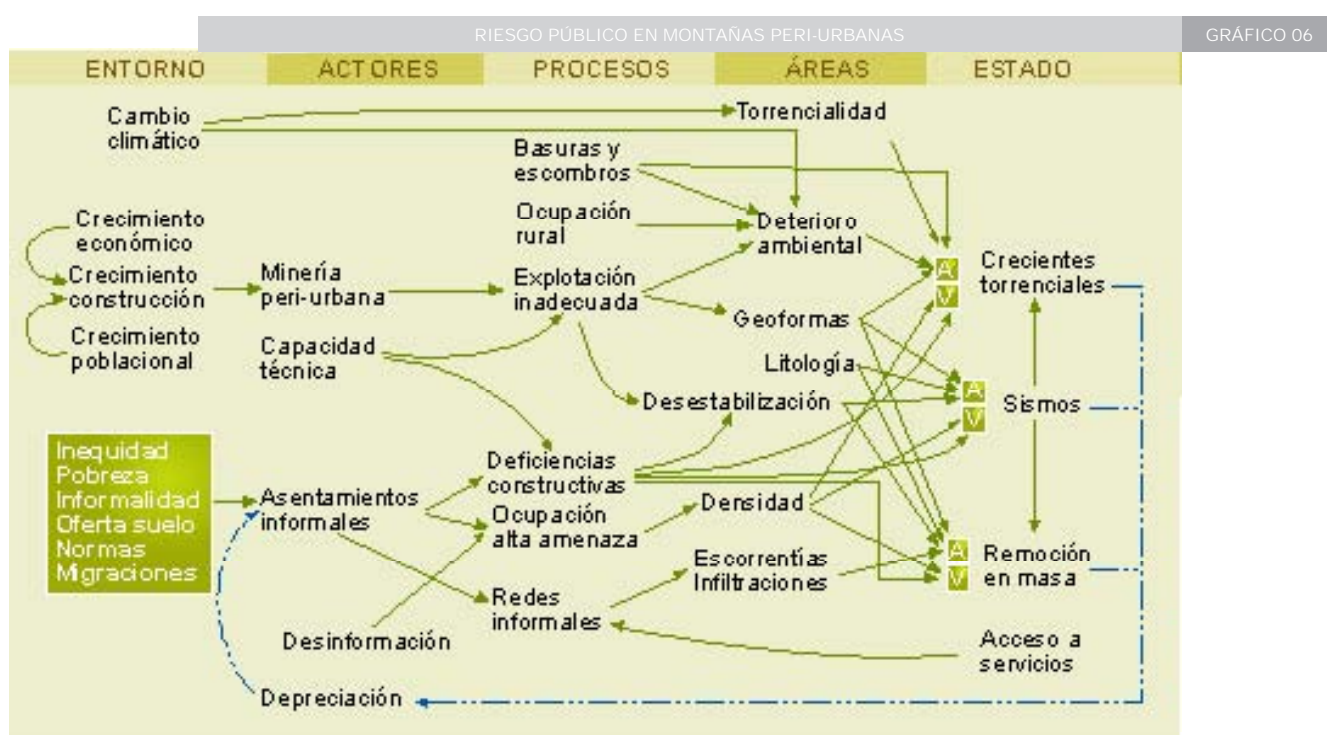 RIESGO PÚBLICO EN MONTAÑAS PERI-URBANAS
GRÁFICO 06
ENTORNO
ACTORES
PROCESOS
ÁREAS
ESTADO
Cambio
climático
Torrencialidad
Basuras y
escombros
Crecimiento
económico
Ocupación
rural
Deterioro
ambiental
Crecimiento
construcción
Minería
peri-urbana
Explotación
inadecuada
A
V
Crecientes
torrenciales
Geoformas
Crecimiento
poblacional
Capacidad
técnica
Litología
Desestabilización
A
V
Sismos
Inequidad
Pobreza
Informalidad
Oferta suelo
Normas
Migraciones
Asentamientos
informales
Deficiencias
constructivas
Ocupación
alta amenaza
Densidad
Escorrentías
Infiltraciones
A
V
Remoción
en masa
Redes
informales
Desinformación
Acceso a
servicios
Depreciación